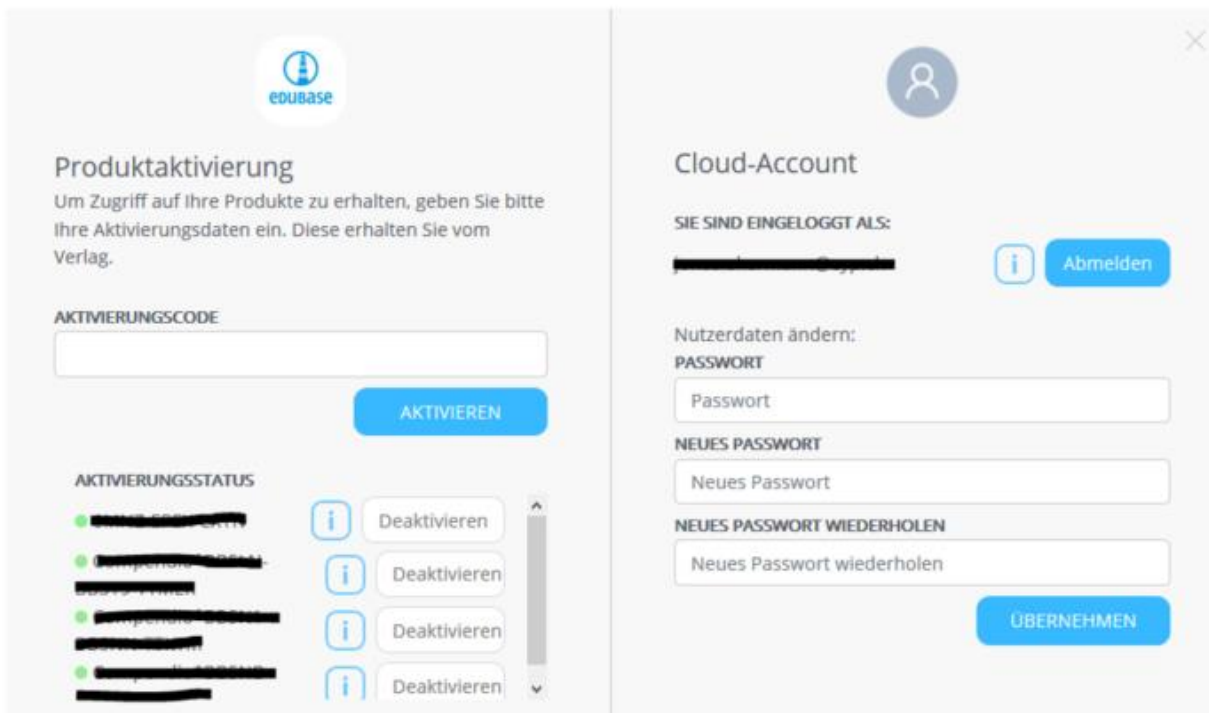 eDUBase
Produktaktivierung
Um Zugriff auf Ihre Produkte zu erhalten, geben Sie bitte
Ihre Aktivierungsdaten ein. Diese erhalten Sie vom
Verlag.
AKTIVIERUNGSCODE
AKTIVIEREN
AKTIVIERUNGSSTATUS
i Deaktivieren
i Deaktivieren
i Deaktivieren
i Deaktivieren
Cloud-Account
SIE SIND EINGELOGGT ALS:
i Abmelden
Nutzerdaten ändern:
PASSWORT
Passwort
NEUES PASSWORT
Neues Passwort
NEUES PASSWORT WIEDERHOLEN
Neues Passwort wiederholen
ÜBERNEHMEN